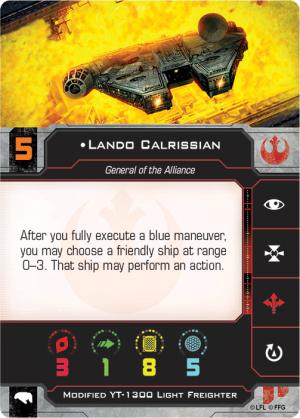 5
•Lando Calrissian
General of the Alliance
After you fully execute a blue maneuver,
you may choose a friendly ship at range
0–3. That ship may perform an action.
3 1 8 5
Modified YT-1300 Light Freighter
©LFL ©FFG